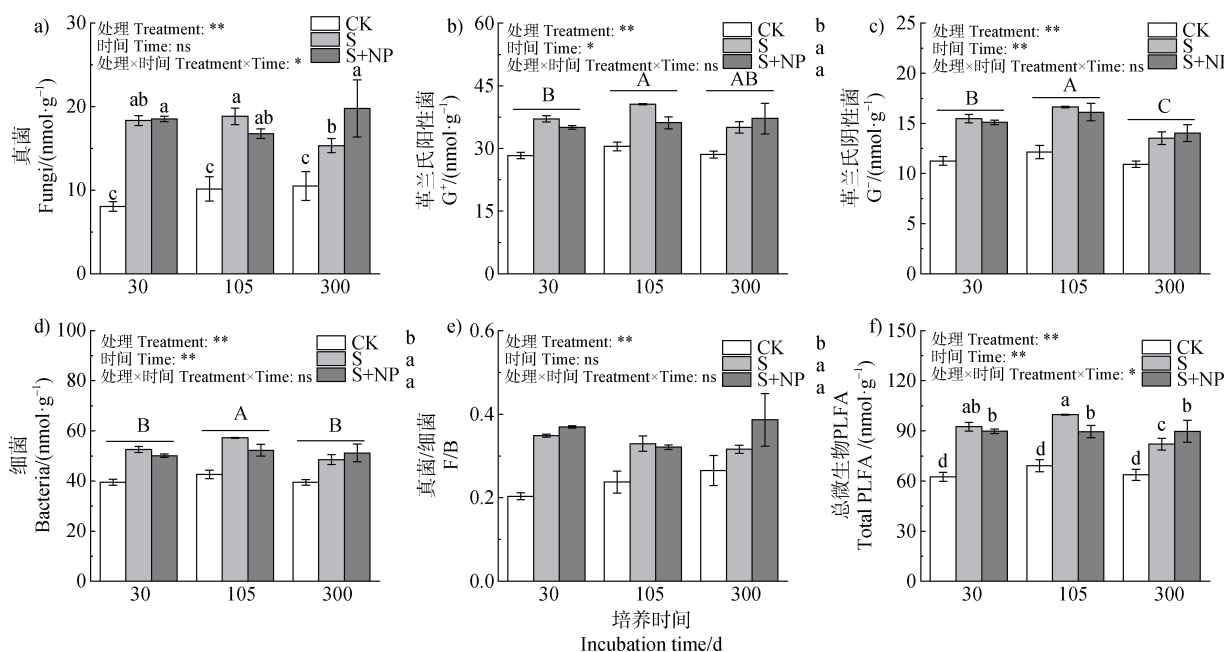 a)
处理 Treatment: **
时间 Time: ns
处理×时间 Treatment×Time: *
CK
S
S+NP
真菌
Fungi/(nmol·g⁻¹)
30
20
10
0
c
ab
a
c
a
ab
c
b
a
30
105
300
b)
处理 Treatment: **
时间 Time: *
处理×时间 Treatment×Time: ns
CK b
S a
S+NP a
革兰氏阳性菌
G⁺/(nmol·g⁻¹)
60
45
30
15
0
B
A
AB
30
105
300
c)
处理 Treatment: **
时间 Time: **
处理×时间 Treatment×Time: ns
CK
S
S+NP
革兰氏阴性菌
G⁻/(nmol·g⁻¹)
25
20
15
10
5
0
B
A
C
30
105
300
d)
处理 Treatment: **
时间 Time: **
处理×时间 Treatment×Time: ns
CK b
S a
S+NP a
细菌
Bacteria/(nmol·g⁻¹)
100
80
60
40
20
0
B
A
B
30
105
300
e)
处理 Treatment: **
时间 Time: ns
处理×时间 Treatment×Time: ns
CK b
S a
S+NP a
真菌/细菌
F/B
0.6
0.4
0.2
0.0
30
105
300
f)
处理 Treatment: **
时间 Time: **
处理×时间 Treatment×Time: *
CK
S
S+NP
总微生物PLFA
Total PLFA /(nmol·g⁻¹)
150
120
90
60
30
0
d
ab
b
d
a
b
d
c
b
30
105
300
培养时间
Incubation time/d